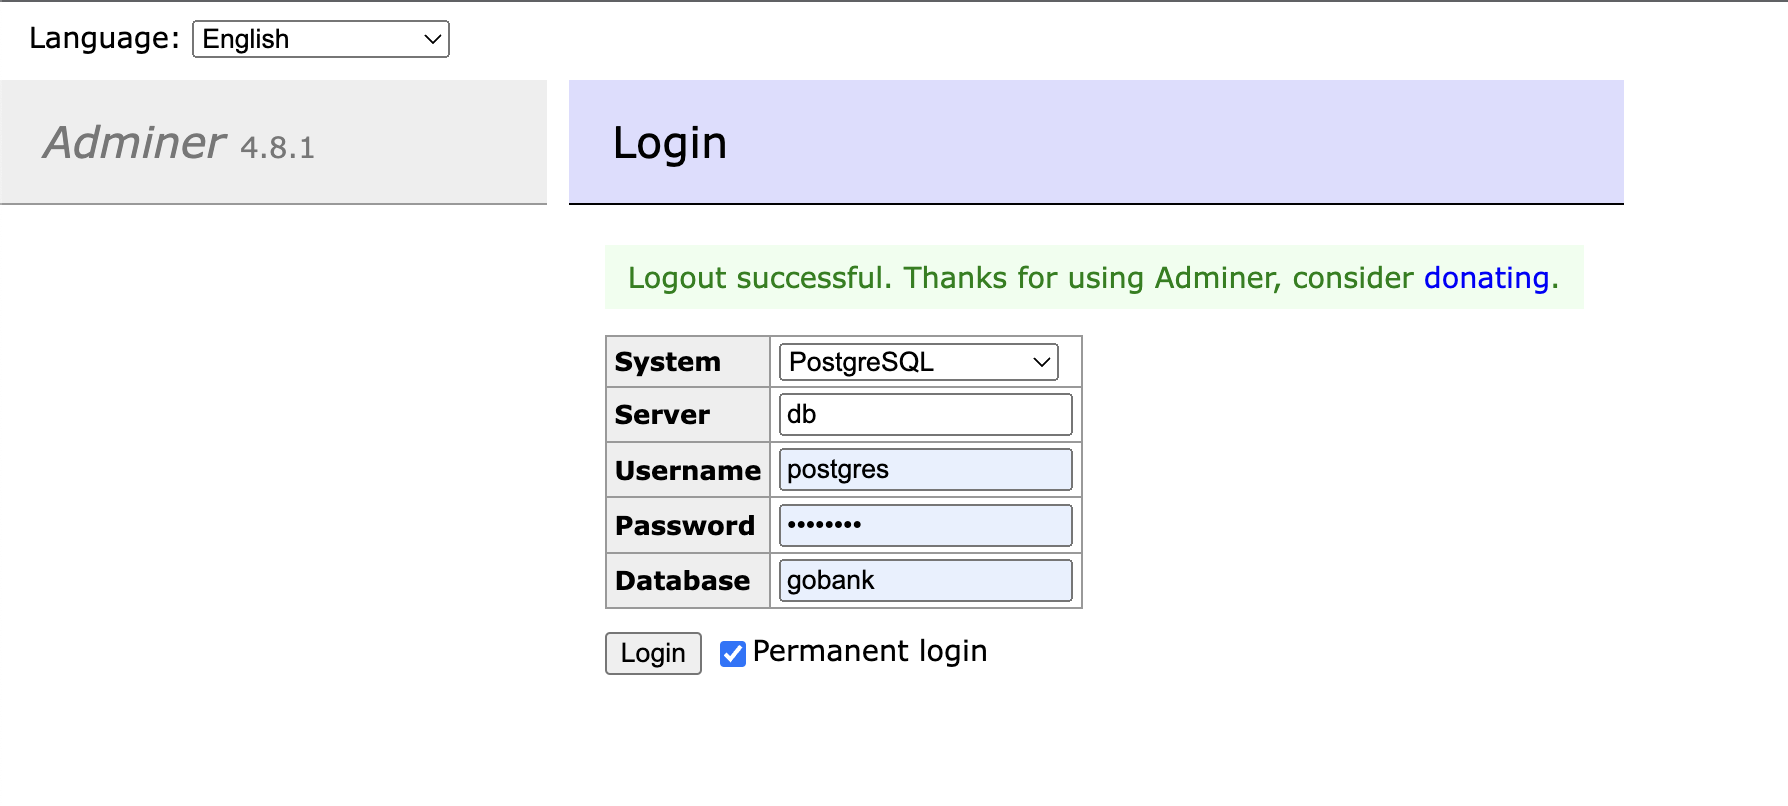 Language: English
Adminer 4.8.1
Login
Logout successful. Thanks for using Adminer, consider donating.
System PostgreSQL
Server db
Username postgres
Password ••••••••
Database gobank
Login Permanent login